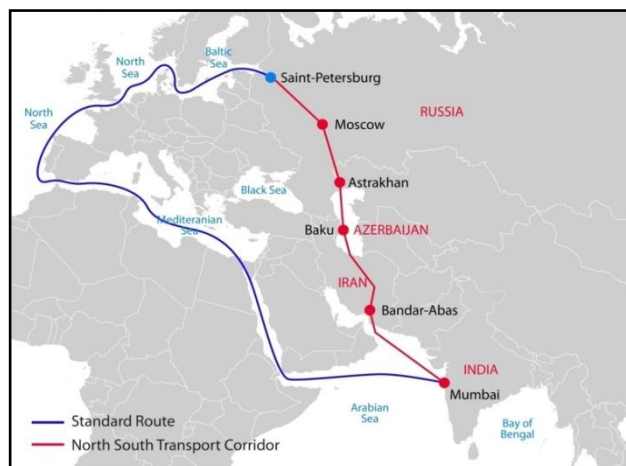 Baltic
Sea
North
Sea
Saint-Petersburg
North
Sea
RUSSIA
Moscow
Astrakhan
Black Sea
Mediteranean
Sea
Baku
AZERBAIJAN
IRAN
Bandar-Abas
INDIA
Mumbai
Arabian
Sea
Bay of
Bengal
Standard Route
North South Transport Corridor